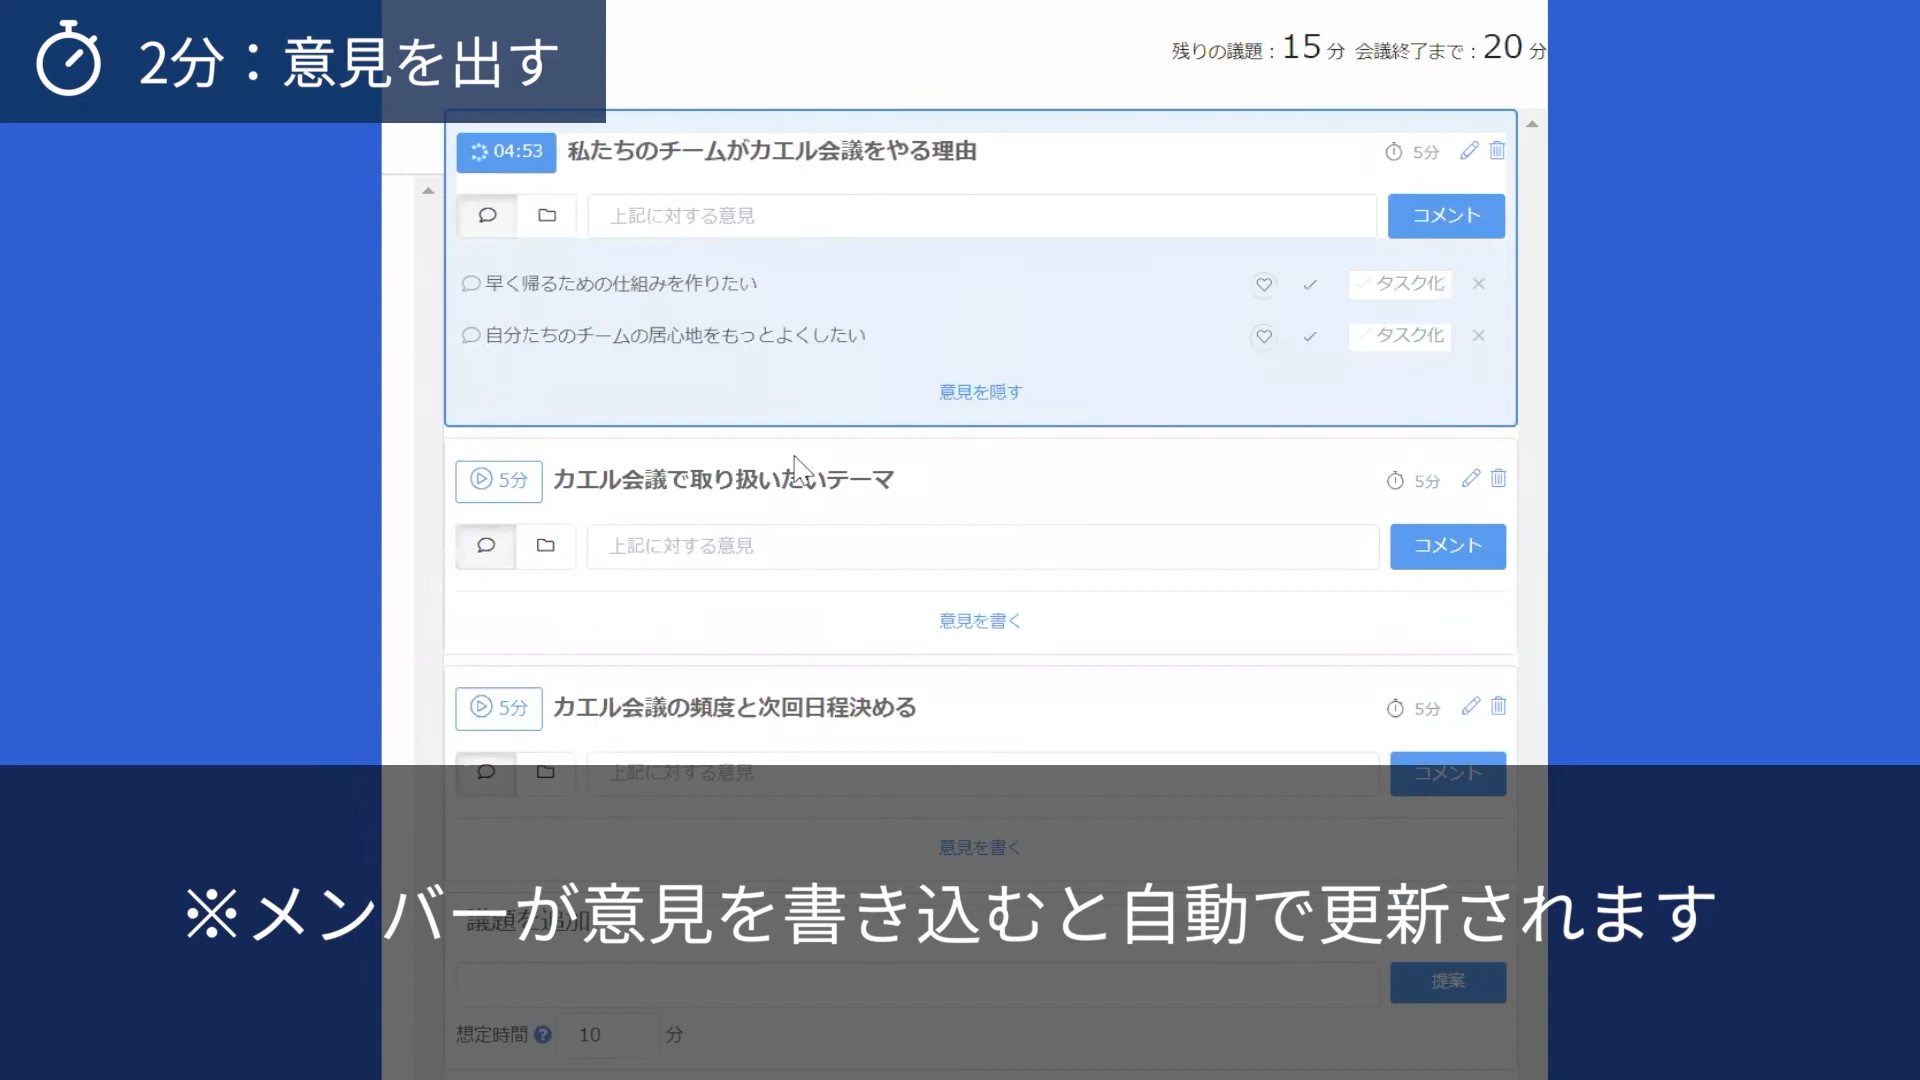 2分：意見を出す
残りの議題：15 分 会議終了まで：20 分
04:53 私たちのチームがカエル会議をやる理由 5分
上記に対する意見 コメント
早く帰るための仕組みを作りたい タスク化
自分たちのチームの居心地をもっとよくしたい タスク化
意見を隠す
5分 カエル会議で取り扱いたいテーマ 5分
上記に対する意見 コメント
意見を書く
5分 カエル会議の頻度と次回日程決める 5分
上記に対する意見 コメント
意見を書く
※メンバーが意見を書き込むと自動で更新されます
議題を追加
提案
想定時間 ? 10 分